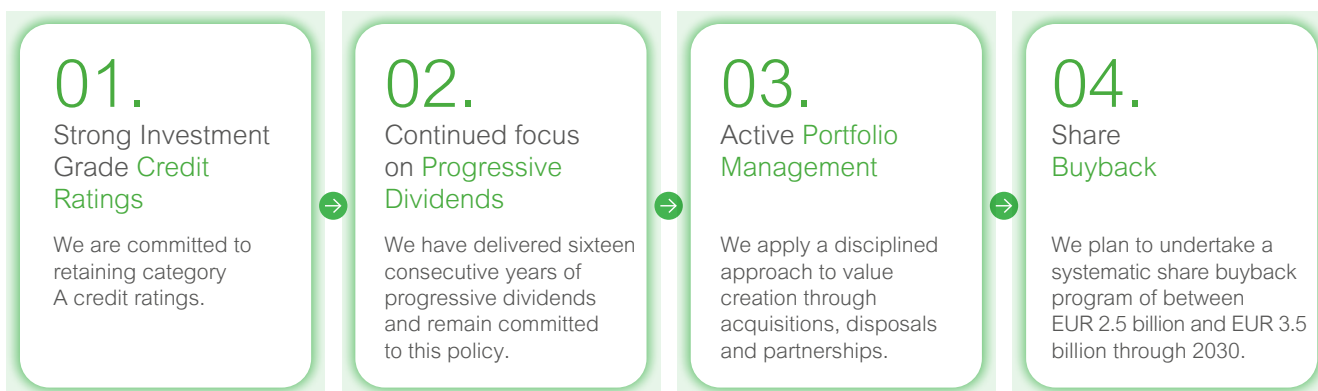 01.
Strong Investment
Grade Credit
Ratings
We are committed to
retaining category
A credit ratings.
02.
Continued focus
on Progressive
Dividends
We have delivered sixteen
consecutive years of
progressive dividends
and remain committed
to this policy.
03.
Active Portfolio
Management
We apply a disciplined
approach to value
creation through
acquisitions, disposals
and partnerships.
04.
Share
Buyback
We plan to undertake a
systematic share buyback
program of between
EUR 2.5 billion and EUR 3.5
billion through 2030.